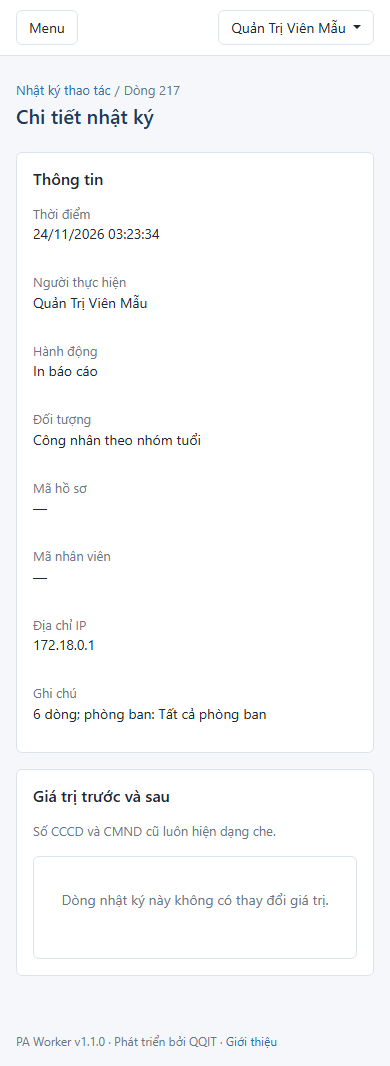 Menu
Quản Trị Viên Mẫu
Nhật ký thao tác / Dòng 217
Chi tiết nhật ký
Thông tin
Thời điểm
24/11/2026 03:23:34
Người thực hiện
Quản Trị Viên Mẫu
Hành động
In báo cáo
Đối tượng
Công nhân theo nhóm tuổi
Mã hồ sơ
—
Mã nhân viên
—
Địa chỉ IP
172.18.0.1
Ghi chú
6 dòng; phòng ban: Tất cả phòng ban
Giá trị trước và sau
Số CCCD và CMND cũ luôn hiện dạng che.
Dòng nhật ký này không có thay đổi giá trị.
PA Worker v1.1.0 · Phát triển bởi QQIT · Giới thiệu